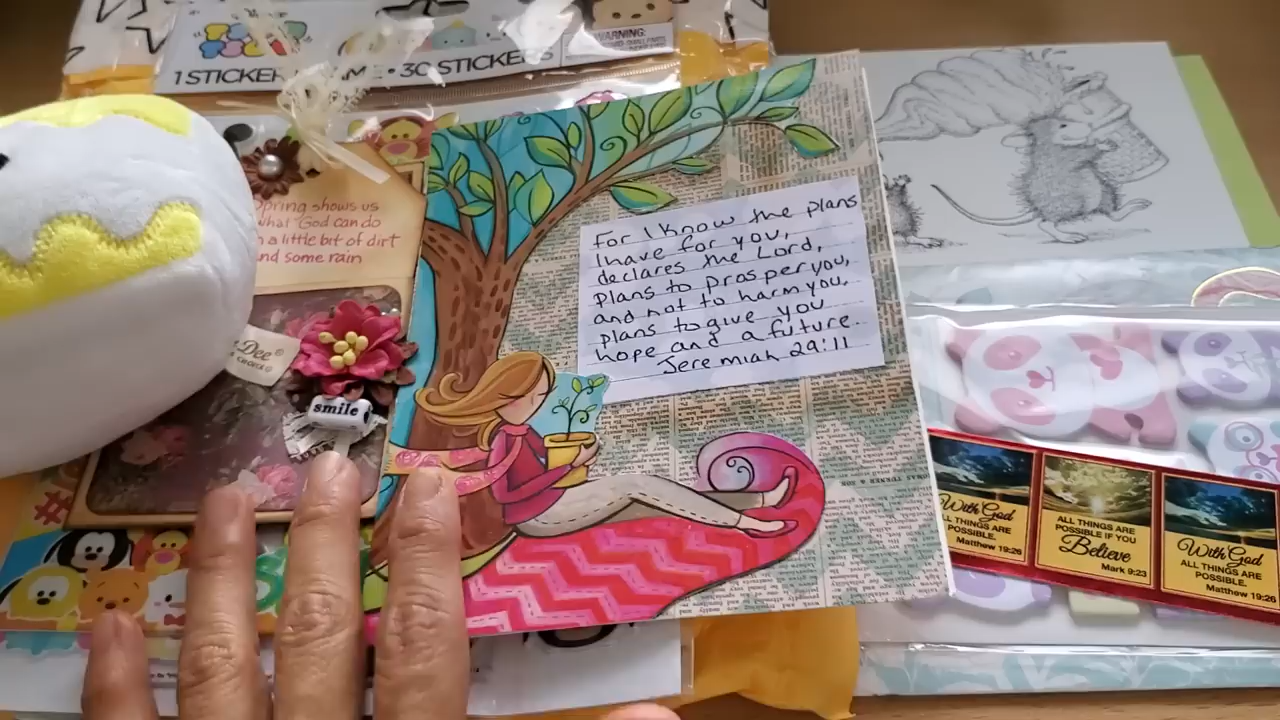 WARNING:
1 STICKER • 30 STICKERS
spring shows us
what God can do
a little bit of dirt
and some rain
For I know the plans
I have for you,
declares the Lord,
plans to prosper you,
and not to harm you,
plans to give you
hope and a future.
Jeremiah 29:11
Dee
smile
With God
ALL THINGS ARE
POSSIBLE.
Matthew 19:26
ALL THINGS ARE
POSSIBLE IF YOU
Believe
Mark 9:23
With God
ALL THINGS ARE
POSSIBLE.
Matthew 19:26